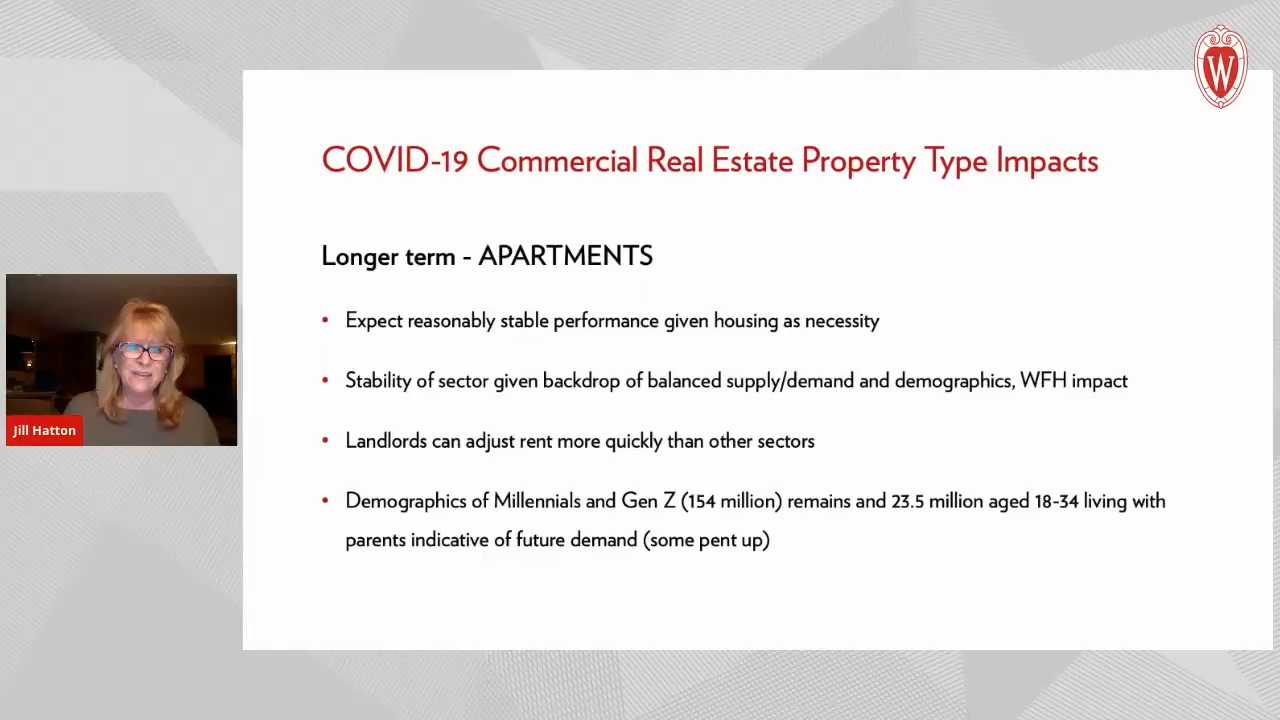 W
COVID-19 Commercial Real Estate Property Type Impacts
Longer term - APARTMENTS
• Expect reasonably stable performance given housing as necessity
• Stability of sector given backdrop of balanced supply/demand and demographics, WFH impact
• Landlords can adjust rent more quickly than other sectors
• Demographics of Millennials and Gen Z (154 million) remains and 23.5 million aged 18-34 living with
parents indicative of future demand (some pent up)
Jill Hatton